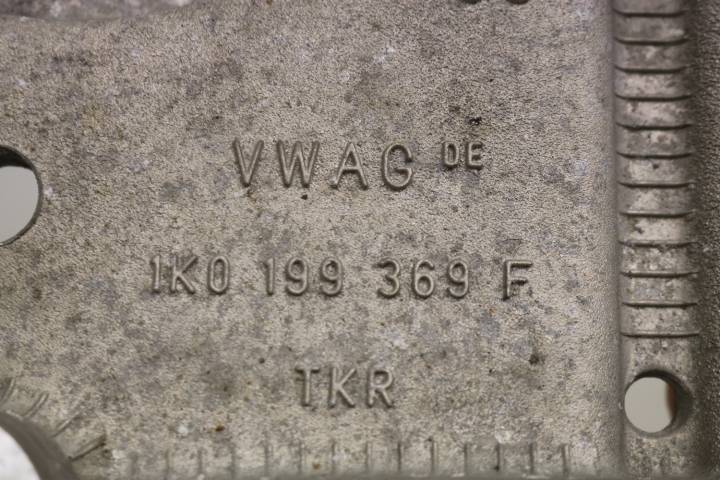 VWAG DE
1K0 199 369 F
TKR